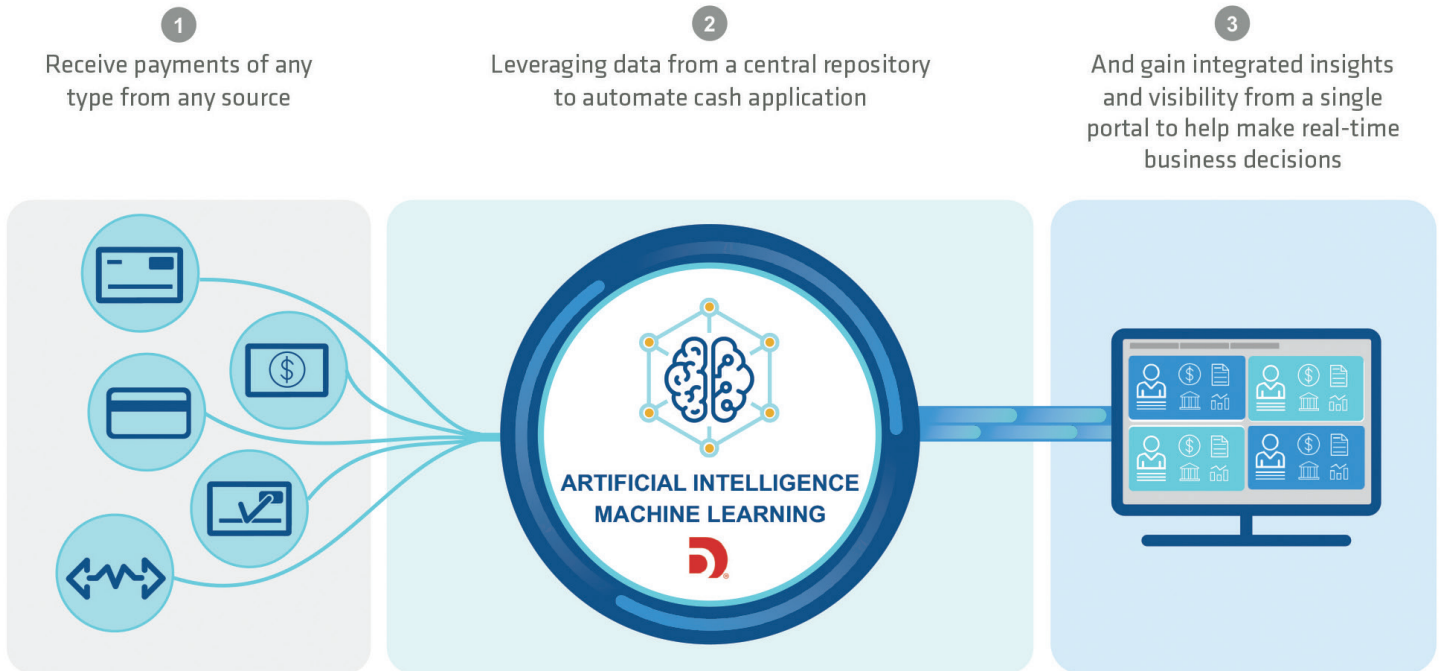 1
Receive payments of any
type from any source
2
Leveraging data from a central repository
to automate cash application
3
And gain integrated insights
and visibility from a single
portal to help make real-time
business decisions
ARTIFICIAL INTELLIGENCE
MACHINE LEARNING